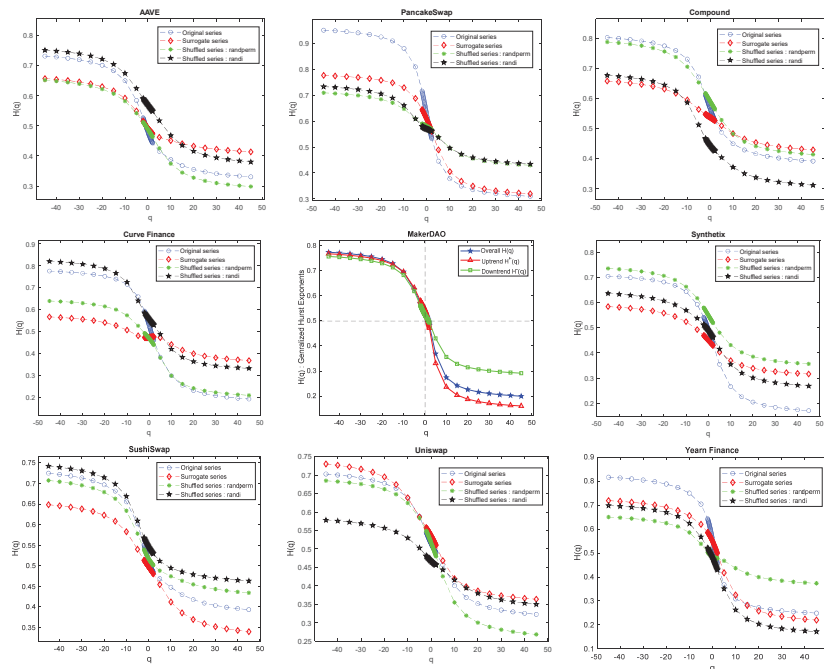 AAVE
Original series
Surrogate series
Shuffled series : randperm
Shuffled series : randi
H(q)
0.7
0.6
0.5
0.4
0.3
-40 -30 -20 -10 0 10 20 30 40 50
q
PancakeSwap
Original series
Surrogate series
Shuffled series : randperm
Shuffled series : randi
H(q)
0.9
0.8
0.7
0.6
0.5
0.4
0.3
-40 -30 -20 -10 0 10 20 30 40 50
q
Compound
Original series
Surrogate series
Shuffled series : randperm
Shuffled series : randi
H(q)
0.8
0.7
0.6
0.5
0.4
0.3
-40 -30 -20 -10 0 10 20 30 40 50
q
Curve Finance
Original series
Surrogate series
Shuffled series : randperm
Shuffled series : randi
H(q)
0.9
0.8
0.7
0.6
0.5
0.4
0.3
0.2
-50 -40 -30 -20 -10 0 10 20 30 40 50
q
MakerDAO
Overall H(q)
Uptrend H⁺(q)
Downtrend H⁻(q)
H(q) : Genralized Hurst Exponents
0.8
0.7
0.6
0.5
0.4
0.3
0.2
-40 -30 -20 -10 0 10 20 30 40 50
q
Synthetix
Original series
Surrogate series
Shuffled series : randperm
Shuffled series : randi
H(q)
0.8
0.7
0.6
0.5
0.4
0.3
0.2
-50 -40 -30 -20 -10 0 10 20 30 40 50
q
SushiSwap
Original series
Surrogate series
Shuffled series : randperm
Shuffled series : randi
H(q)
0.75
0.7
0.65
0.6
0.55
0.5
0.45
0.4
0.35
-40 -30 -20 -10 0 10 20 30 40 50
q
Uniswap
Original series
Surrogate series
Shuffled series : randperm
Shuffled series : randi
H(q)
0.75
0.7
0.65
0.6
0.55
0.5
0.45
0.4
0.35
0.3
0.25
-50 -40 -30 -20 -10 0 10 20 30 40 50
q
Yearn Finance
Original series
Surrogate series
Shuffled series : randperm
Shuffled series : randi
H(q)
0.9
0.8
0.7
0.6
0.5
0.4
0.3
0.2
0.1
-50 -40 -30 -20 -10 0 10 20 30 40 50
q